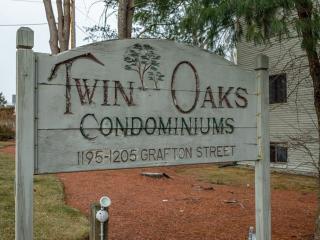 TWIN OAKS
CONDOMINIUMS
1195-1205 GRAFTON STREET